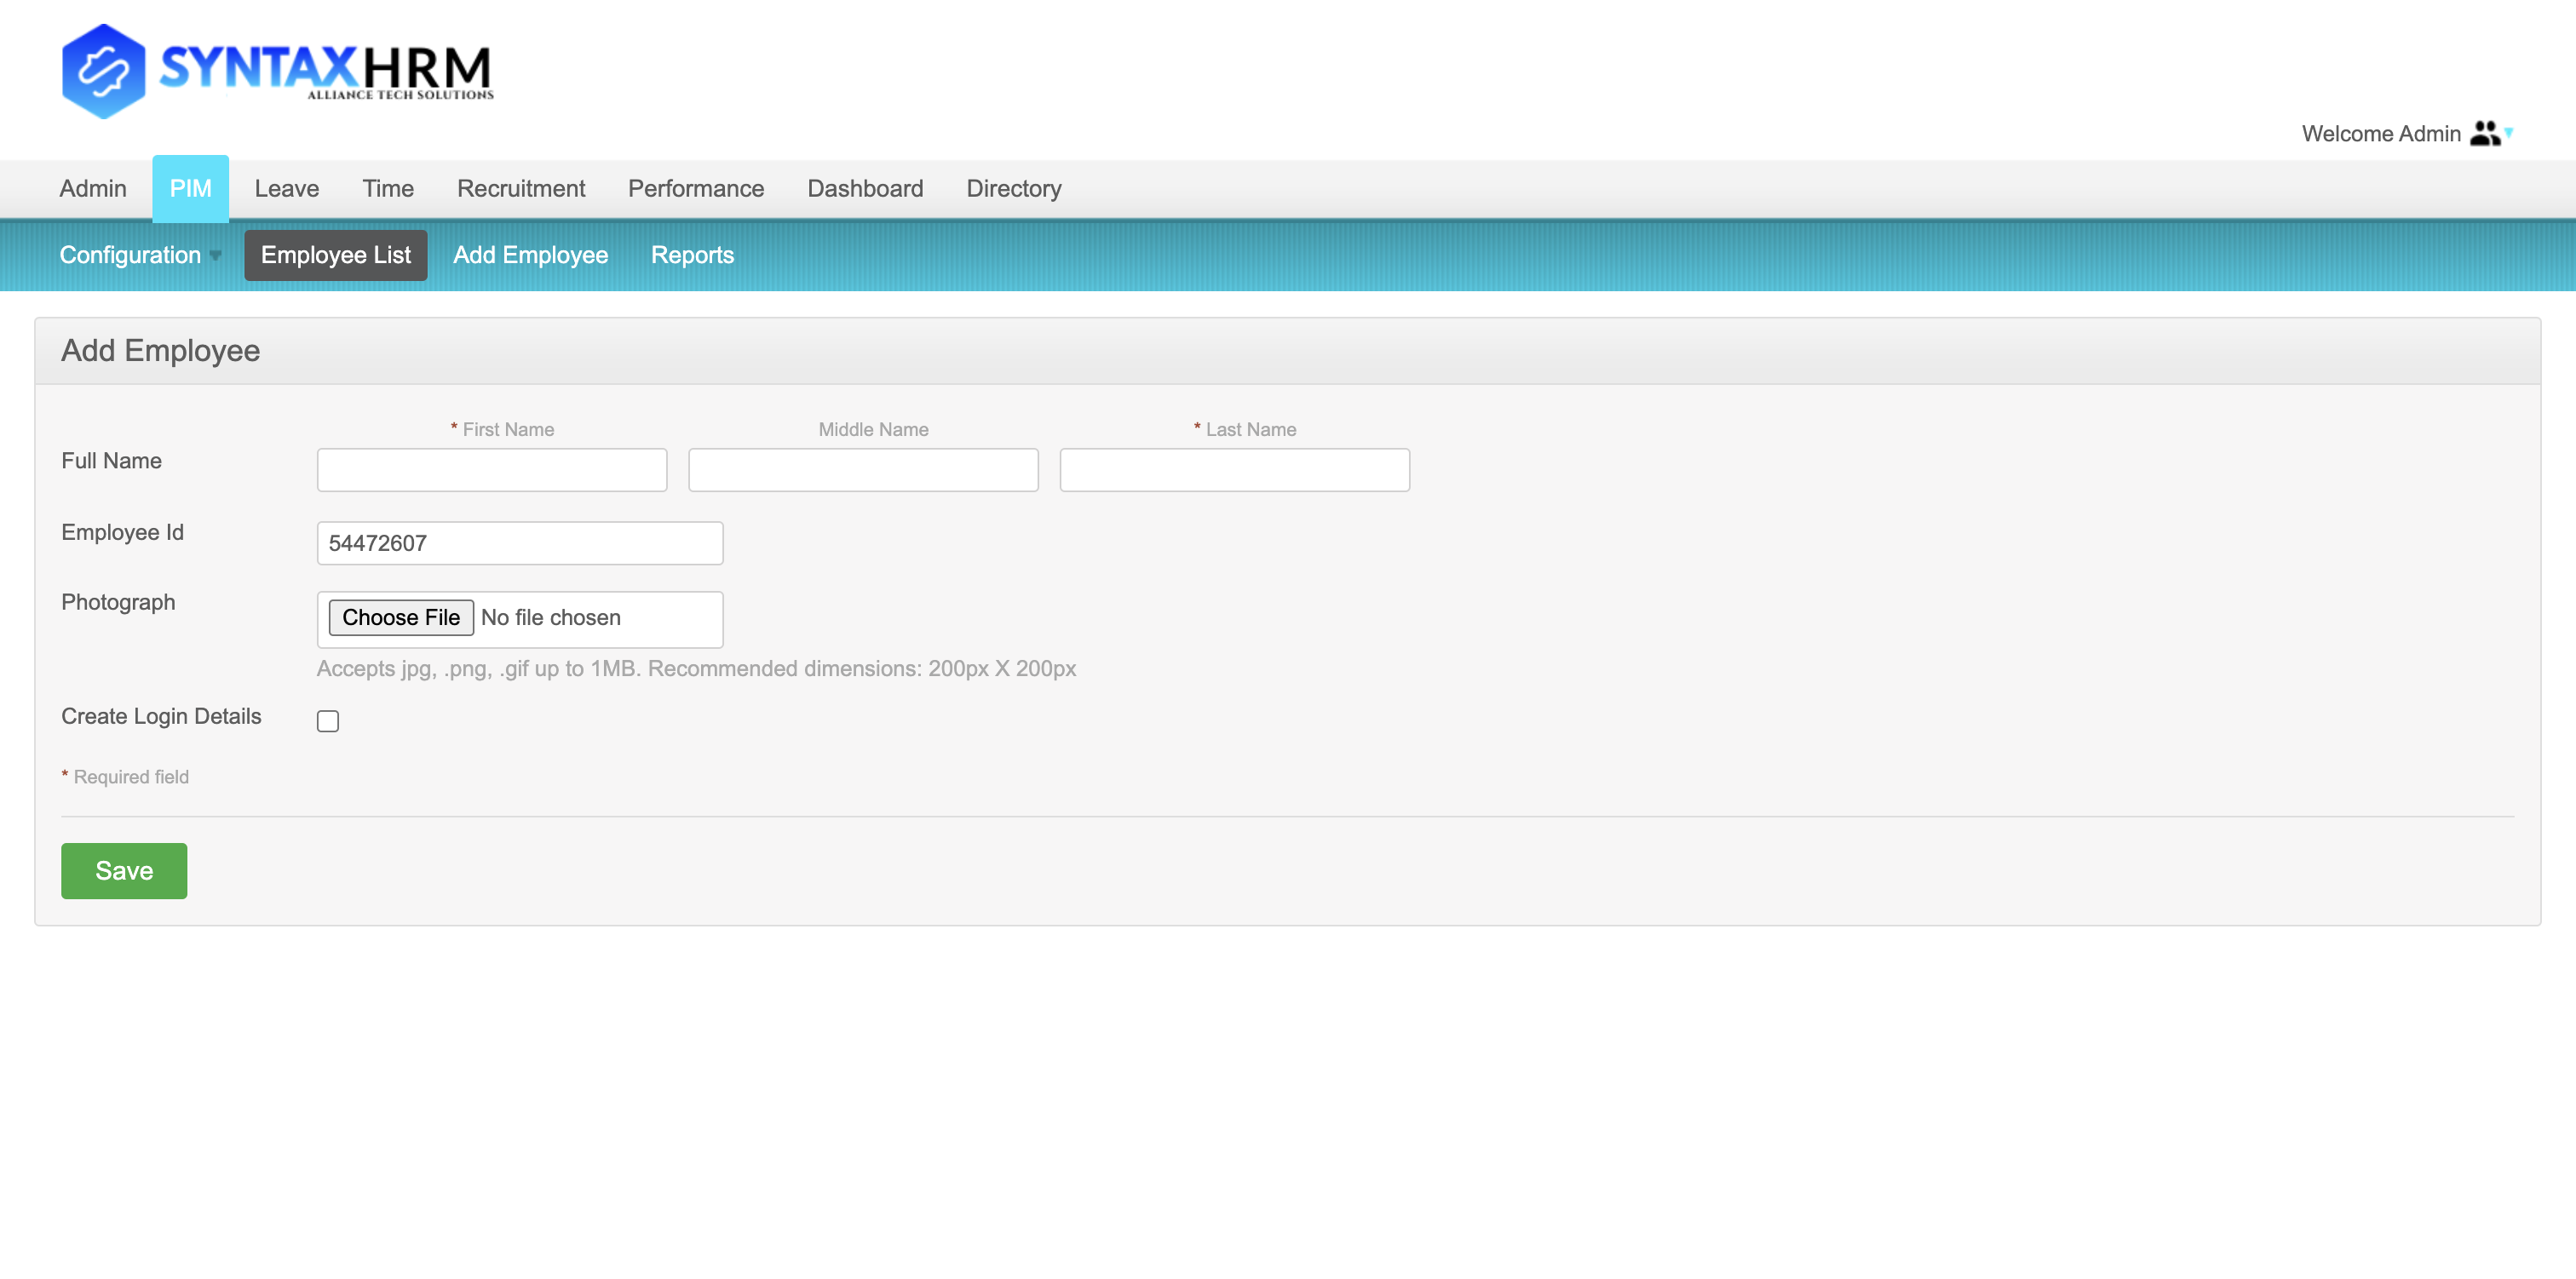 SYNTAXHRM
ALLIANCE TECH SOLUTIONS
Welcome Admin
Admin PIM Leave Time Recruitment Performance Dashboard Directory
Configuration Employee List Add Employee Reports
Add Employee
* First Name Middle Name * Last Name
Full Name
Employee Id 54472607
Photograph Choose File No file chosen
Accepts jpg, .png, .gif up to 1MB. Recommended dimensions: 200px X 200px
Create Login Details
* Required field
Save